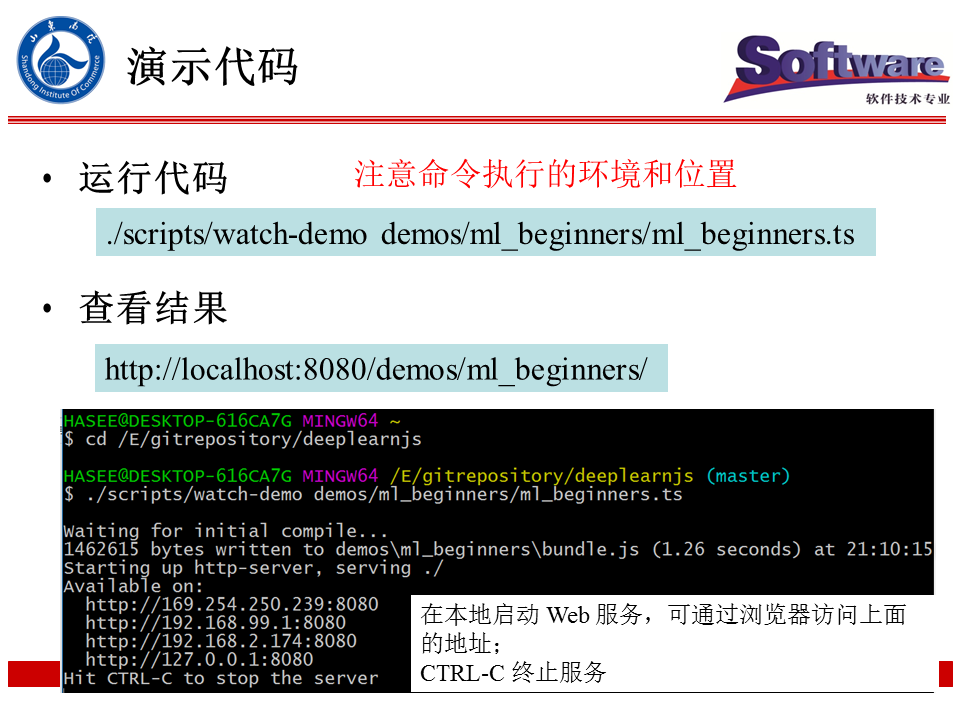 山東商院
Shandong Institute Of Commerce
演示代码
Software
软件技术专业
• 运行代码
注意命令执行的环境和位置
./scripts/watch-demo demos/ml_beginners/ml_beginners.ts
• 查看结果
http://localhost:8080/demos/ml_beginners/
HASEE@DESKTOP-616CA7G MINGW64 ~
$ cd /E/gitrepository/deeplearnjs
HASEE@DESKTOP-616CA7G MINGW64 /E/gitrepository/deeplearnjs (master)
$ ./scripts/watch-demo demos/ml_beginners/ml_beginners.ts
Waiting for initial compile...
1462615 bytes written to demos\ml_beginners\bundle.js (1.26 seconds) at 21:10:15
Starting up http-server, serving ./
Available on:
http://169.254.250.239:8080
http://192.168.99.1:8080
http://192.168.2.174:8080
http://127.0.0.1:8080
Hit CTRL-C to stop the server
在本地启动 Web 服务，可通过浏览器访问上面
的地址；
CTRL-C 终止服务